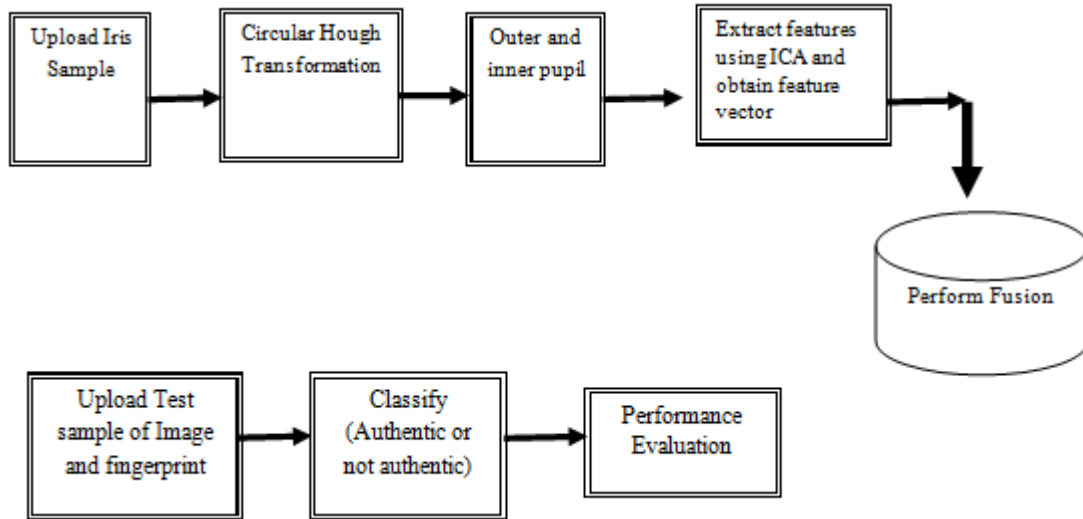 Upload Iris
Sample
Circular Hough
Transformation
Outer and
inner pupil
Extract features
using ICA and
obtain feature
vector
Perform Fusion
Upload Test
sample of Image
and fingerprint
Classify
(Authentic or
not authentic)
Performance
Evaluation